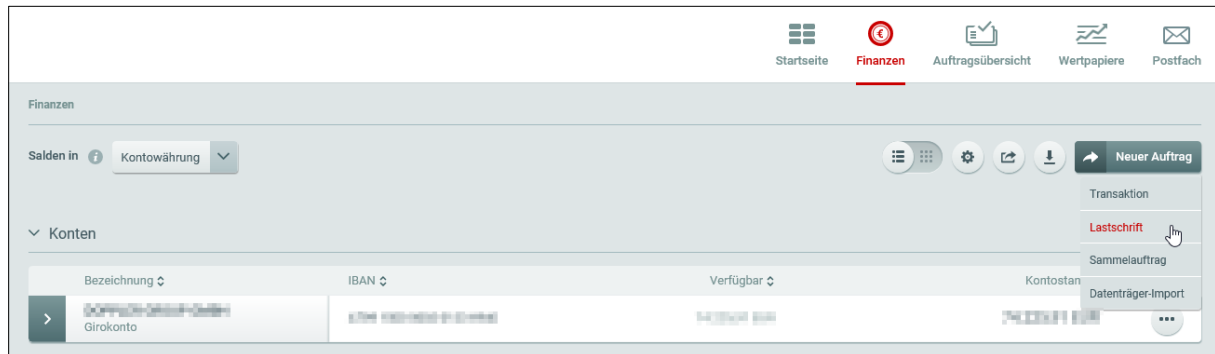 Startseite Finanzen Auftragsübersicht Wertpapiere Postfach
Finanzen
Salden in Kontowährung Neuer Auftrag
Transaktion
Konten Lastschrift
Sammelauftrag
Bezeichnung IBAN Verfügbar Kontostan
Datenträger-Import
Girokonto